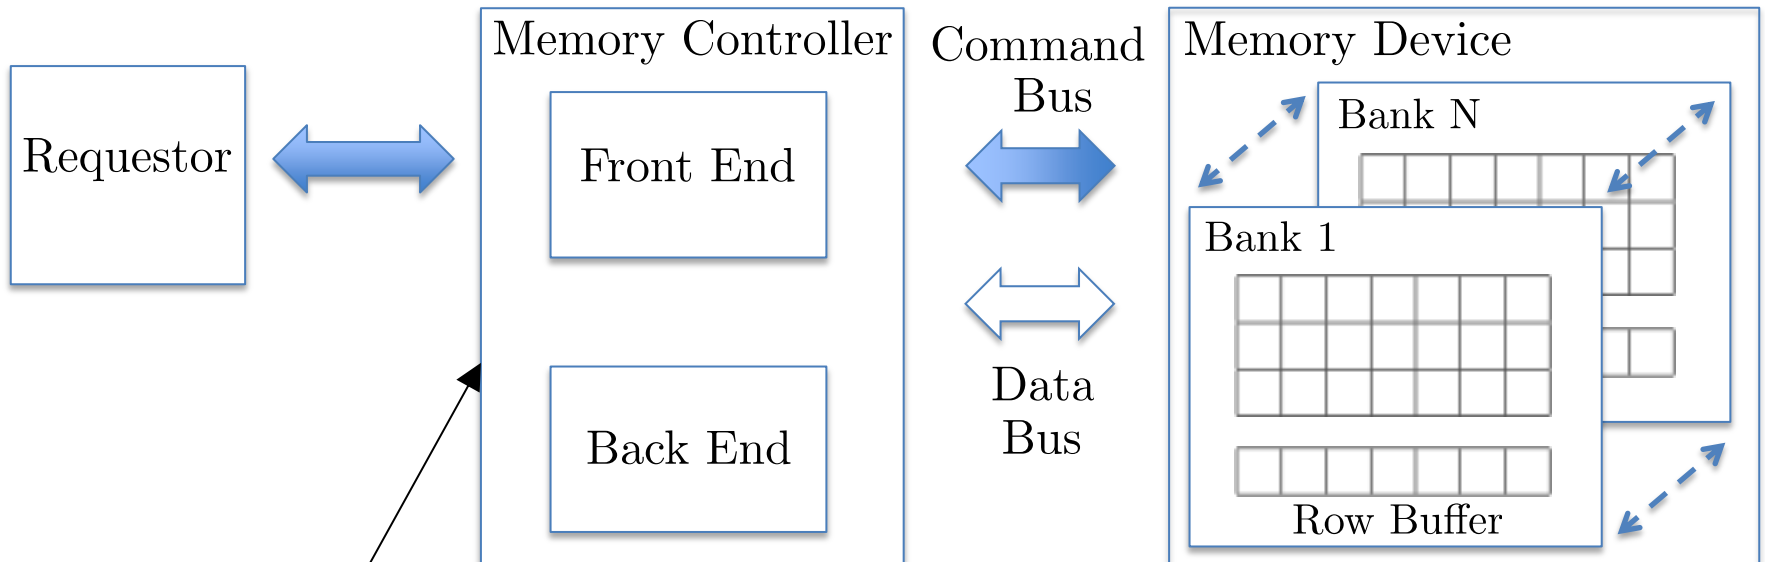 Memory Controller
Command
Bus
Memory Device
Requestor
Front End
Bank N
Bank 1
Data
Bus
Back End
Row Buffer